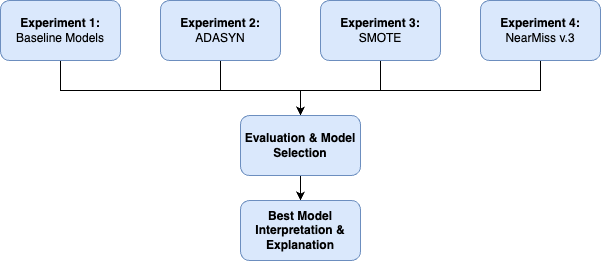 Experiment 1:
Baseline Models
Experiment 2:
ADASYN
Experiment 3:
SMOTE
Experiment 4:
NearMiss v.3
Evaluation & Model
Selection
Best Model
Interpretation &
Explanation